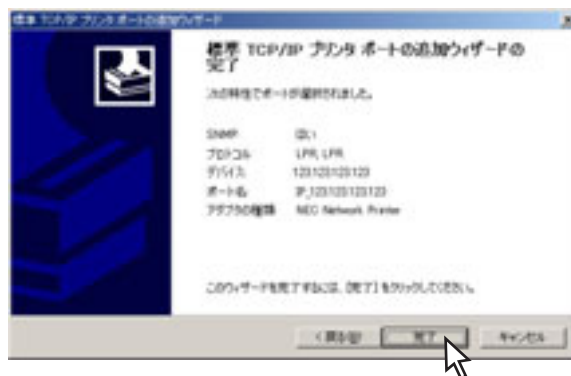 標準 TCP/IP プリンタ ポートの追加ウィザード
標準 TCP/IP プリンタ ポートの追加ウィザードの
完了
次の特性でポートが選択されました。
SNMP はい
プロトコル LPR, LPR
デバイス 123.123.123.123
ポート名 IP_123.123.123.123
アダプタの種類 NEC Network Printer
このウィザードを完了するには、[完了] をクリックしてください。
< 戻る(B)
完了
キャンセル